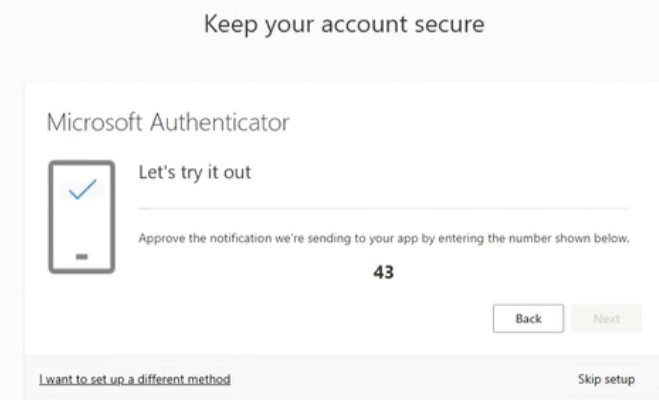 Keep your account secure
Microsoft Authenticator
Let's try it out
Approve the notification we're sending to your app by entering the number shown below.
43
Back
Next
I want to set up a different method
Skip setup